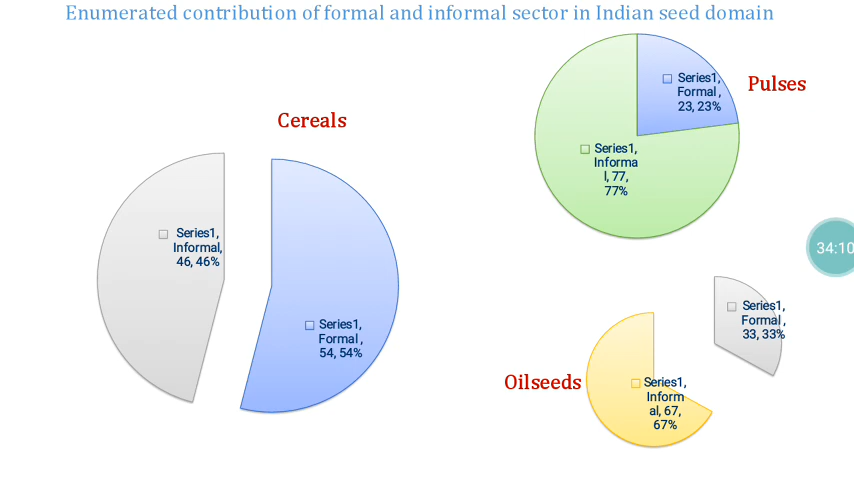 Enumerated contribution of formal and informal sector in Indian seed domain
Cereals
Series1,
Informal,
46, 46%
Series1,
Formal ,
54, 54%
Pulses
Series1,
Formal ,
23, 23%
Series1,
Informa
l, 77,
77%
34:10
Oilseeds
Series1,
Formal ,
33, 33%
Series1,
Inform
al, 67,
67%